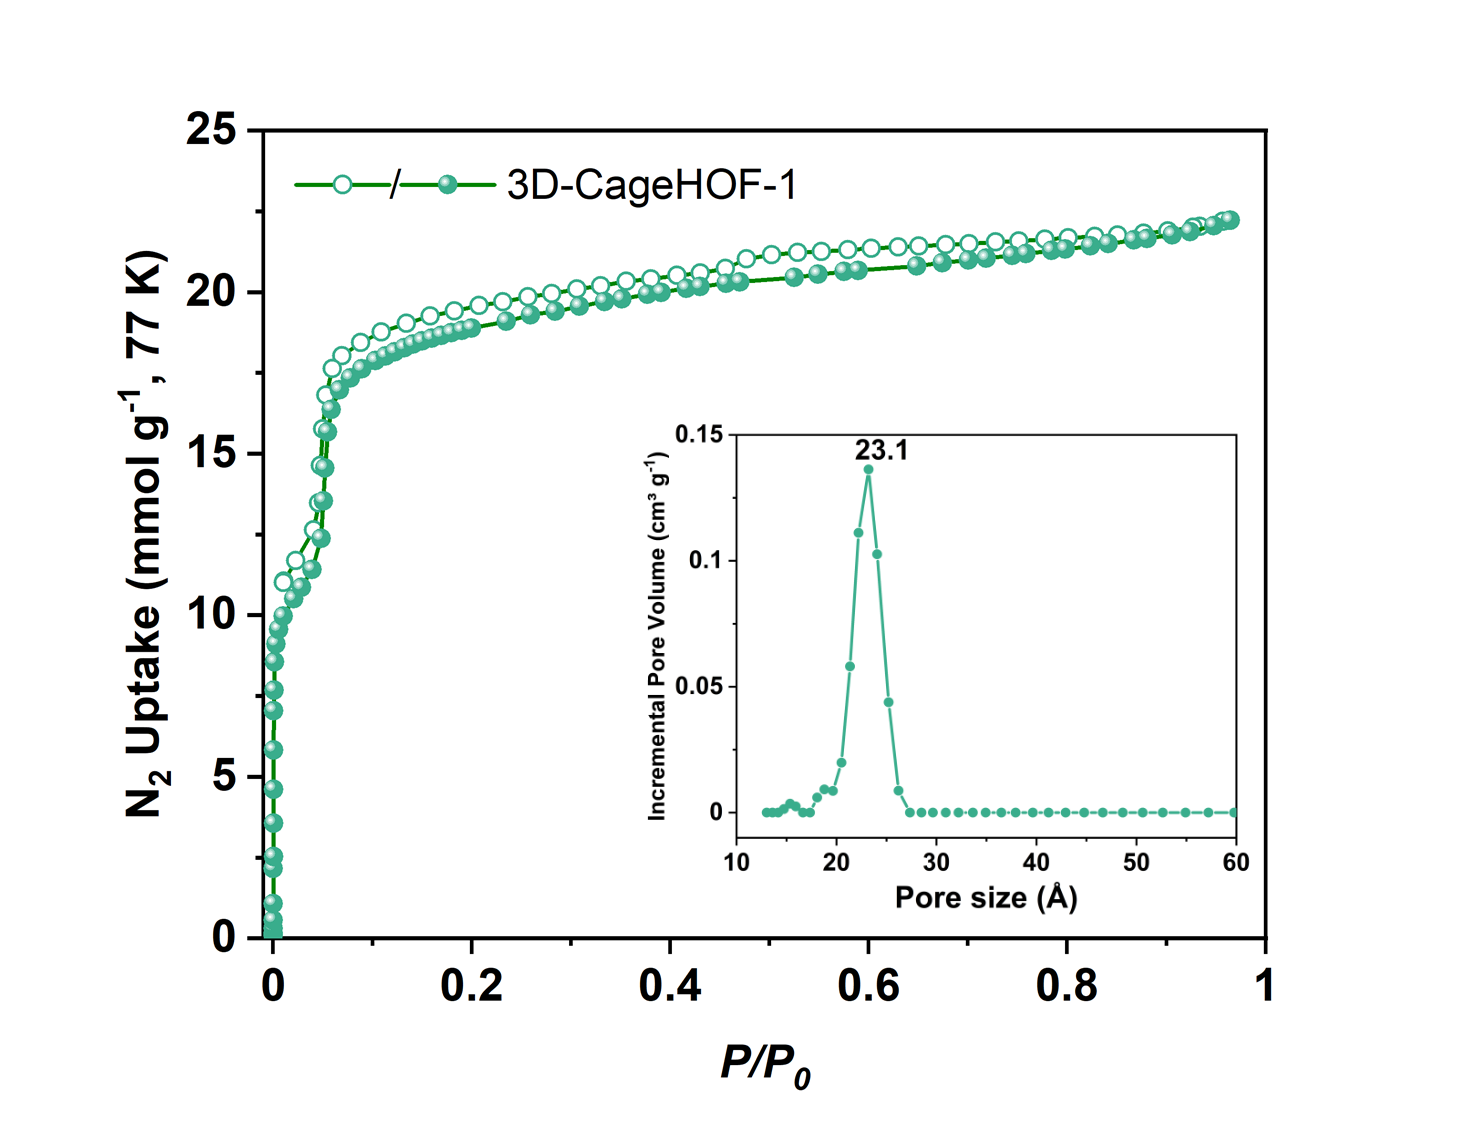 25
20
15
10
5
0
N2 Uptake (mmol g-1, 77 K)
/ 3D-CageHOF-1
0 0.2 0.4 0.6 0.8 1
P/P0
0.15
0.1
0.05
0
Incremental Pore Volume (cm³ g-1)
23.1
10 20 30 40 50 60
Pore size (Å)